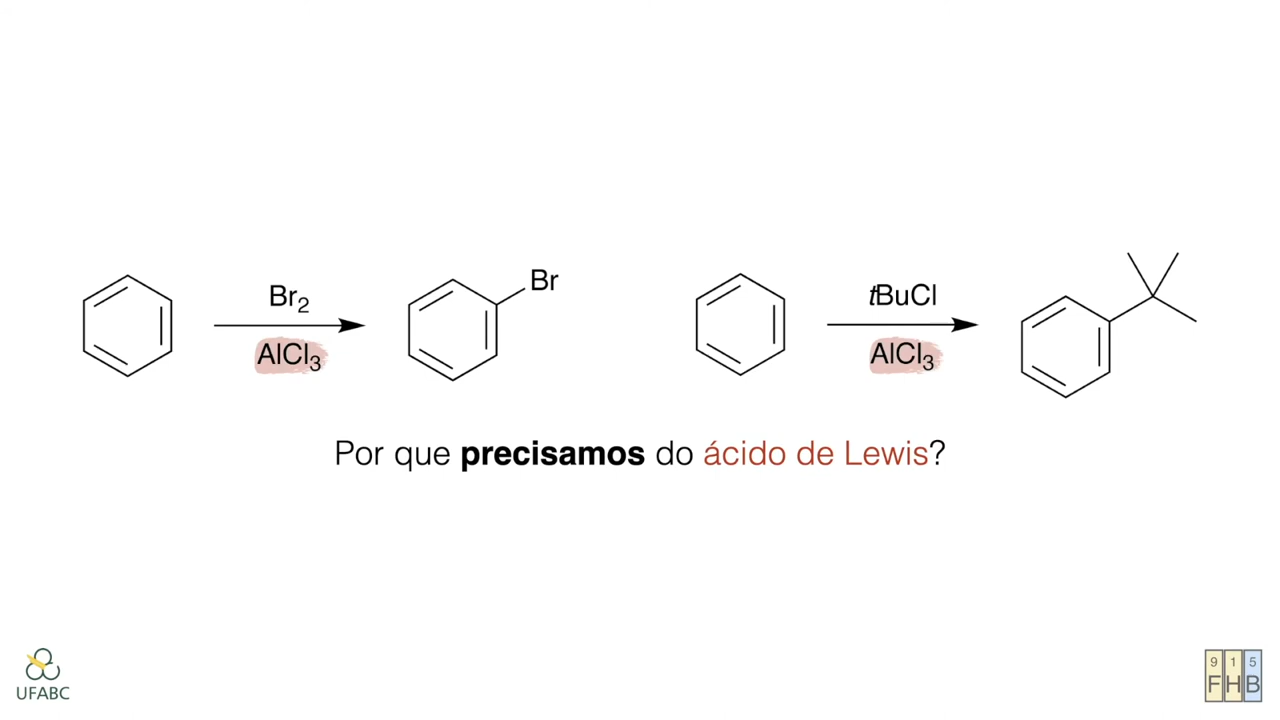 Br₂
AlCl₃
Br
tBuCl
AlCl₃
Por que precisamos do ácido de Lewis?
UFABC
9 1 5
F H B